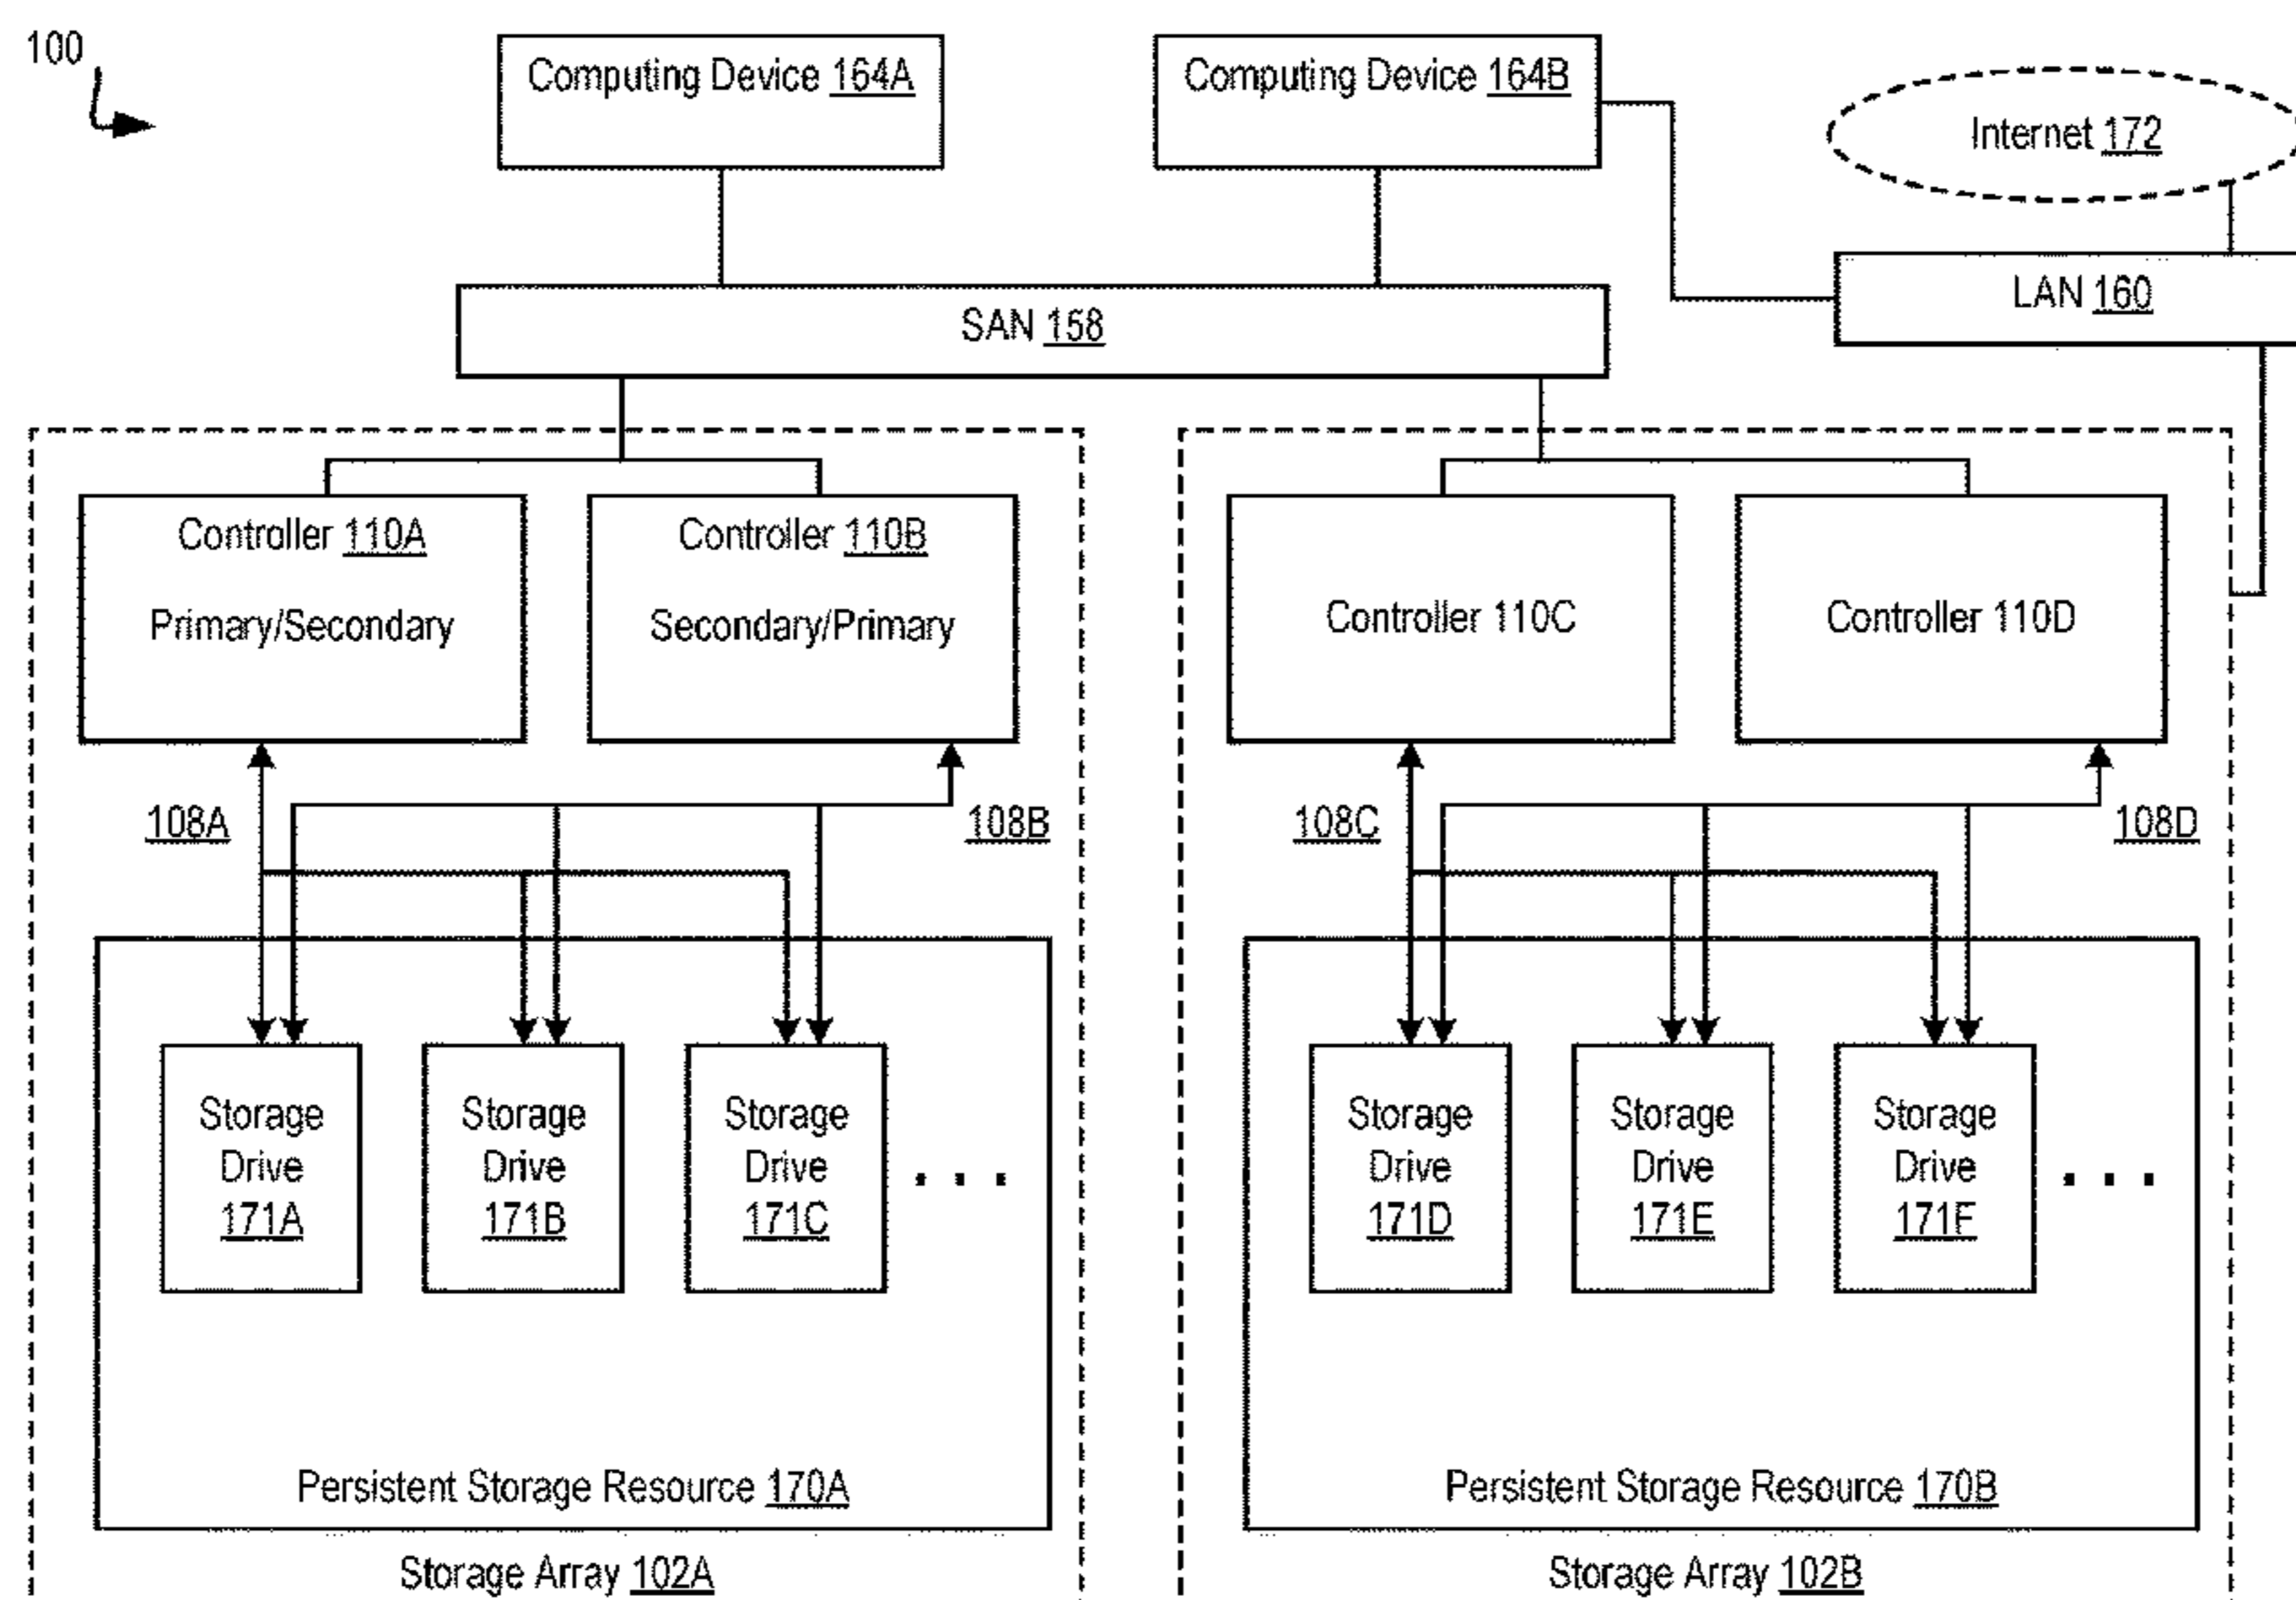 100
Computing Device 164A
Computing Device 164B
Internet 172
LAN 160
SAN 158
Controller 110A
Primary/Secondary
Controller 110B
Secondary/Primary
Controller 110C
Controller 110D
108A
108B
108C
108D
Storage
Drive
171A
Storage
Drive
171B
Storage
Drive
171C
. . .
Storage
Drive
171D
Storage
Drive
171E
Storage
Drive
171F
. . .
Persistent Storage Resource 170A
Persistent Storage Resource 170B
Storage Array 102A
Storage Array 102B